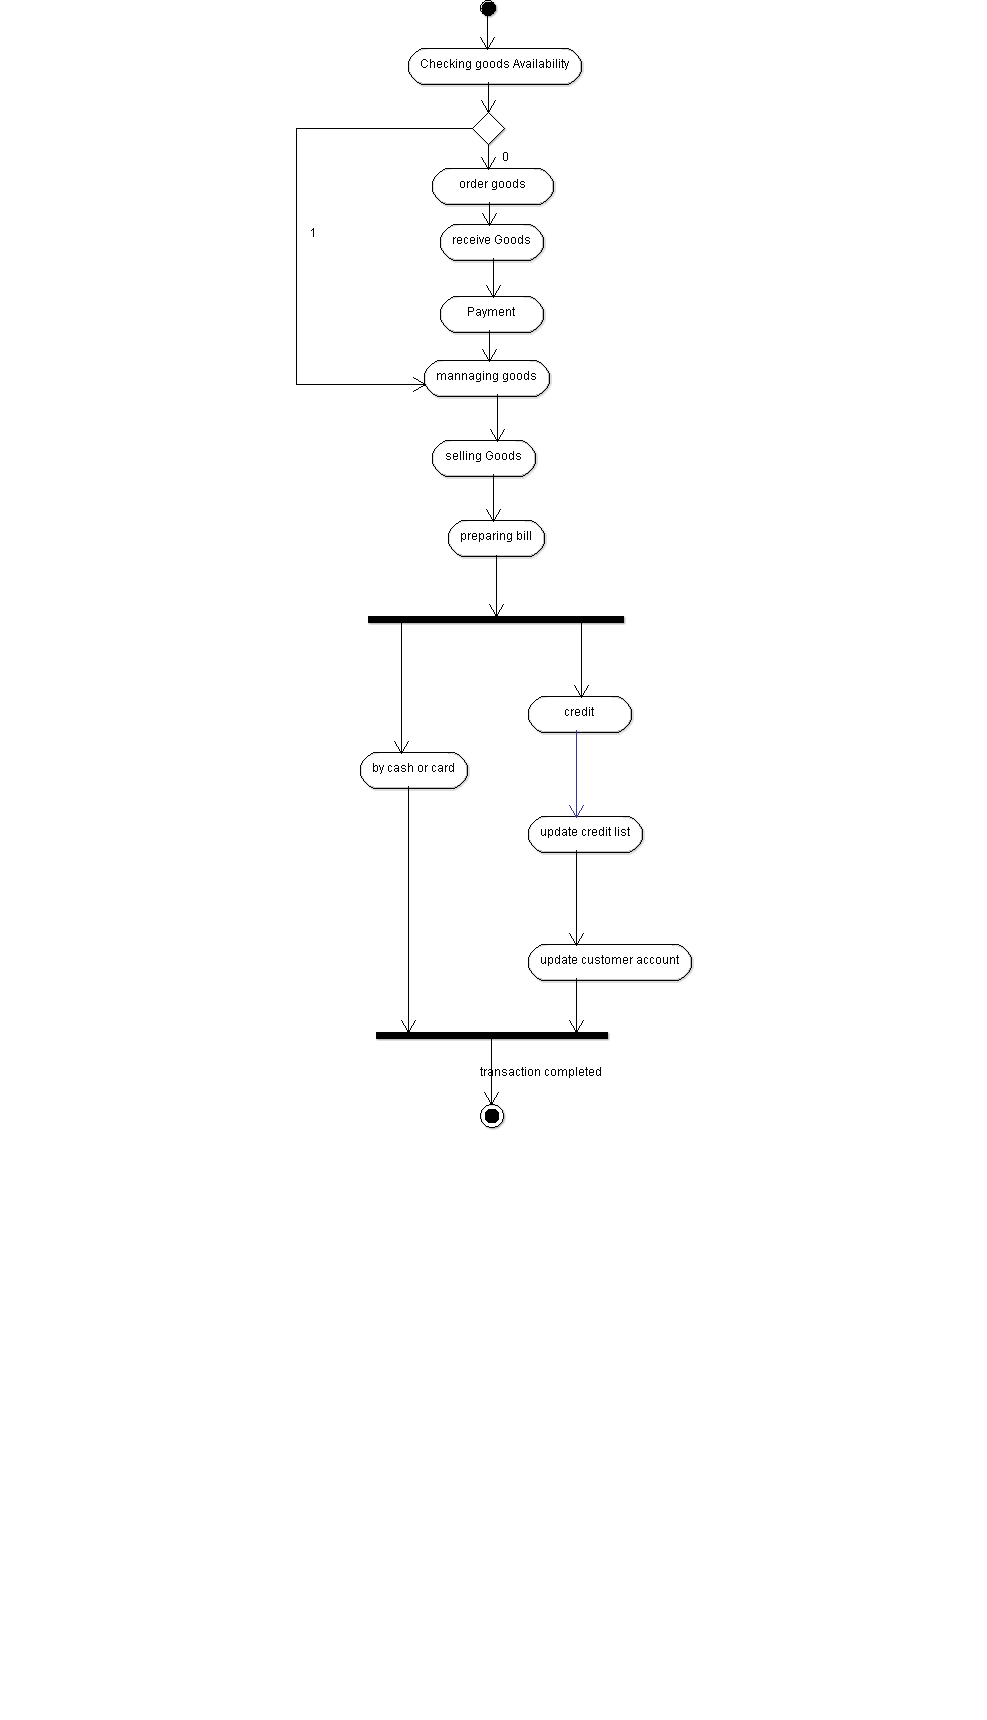 Checking goods Availability
0
order goods
1
receive Goods
Payment
mannaging goods
selling Goods
preparing bill
credit
by cash or card
update credit list
update customer account
transaction completed